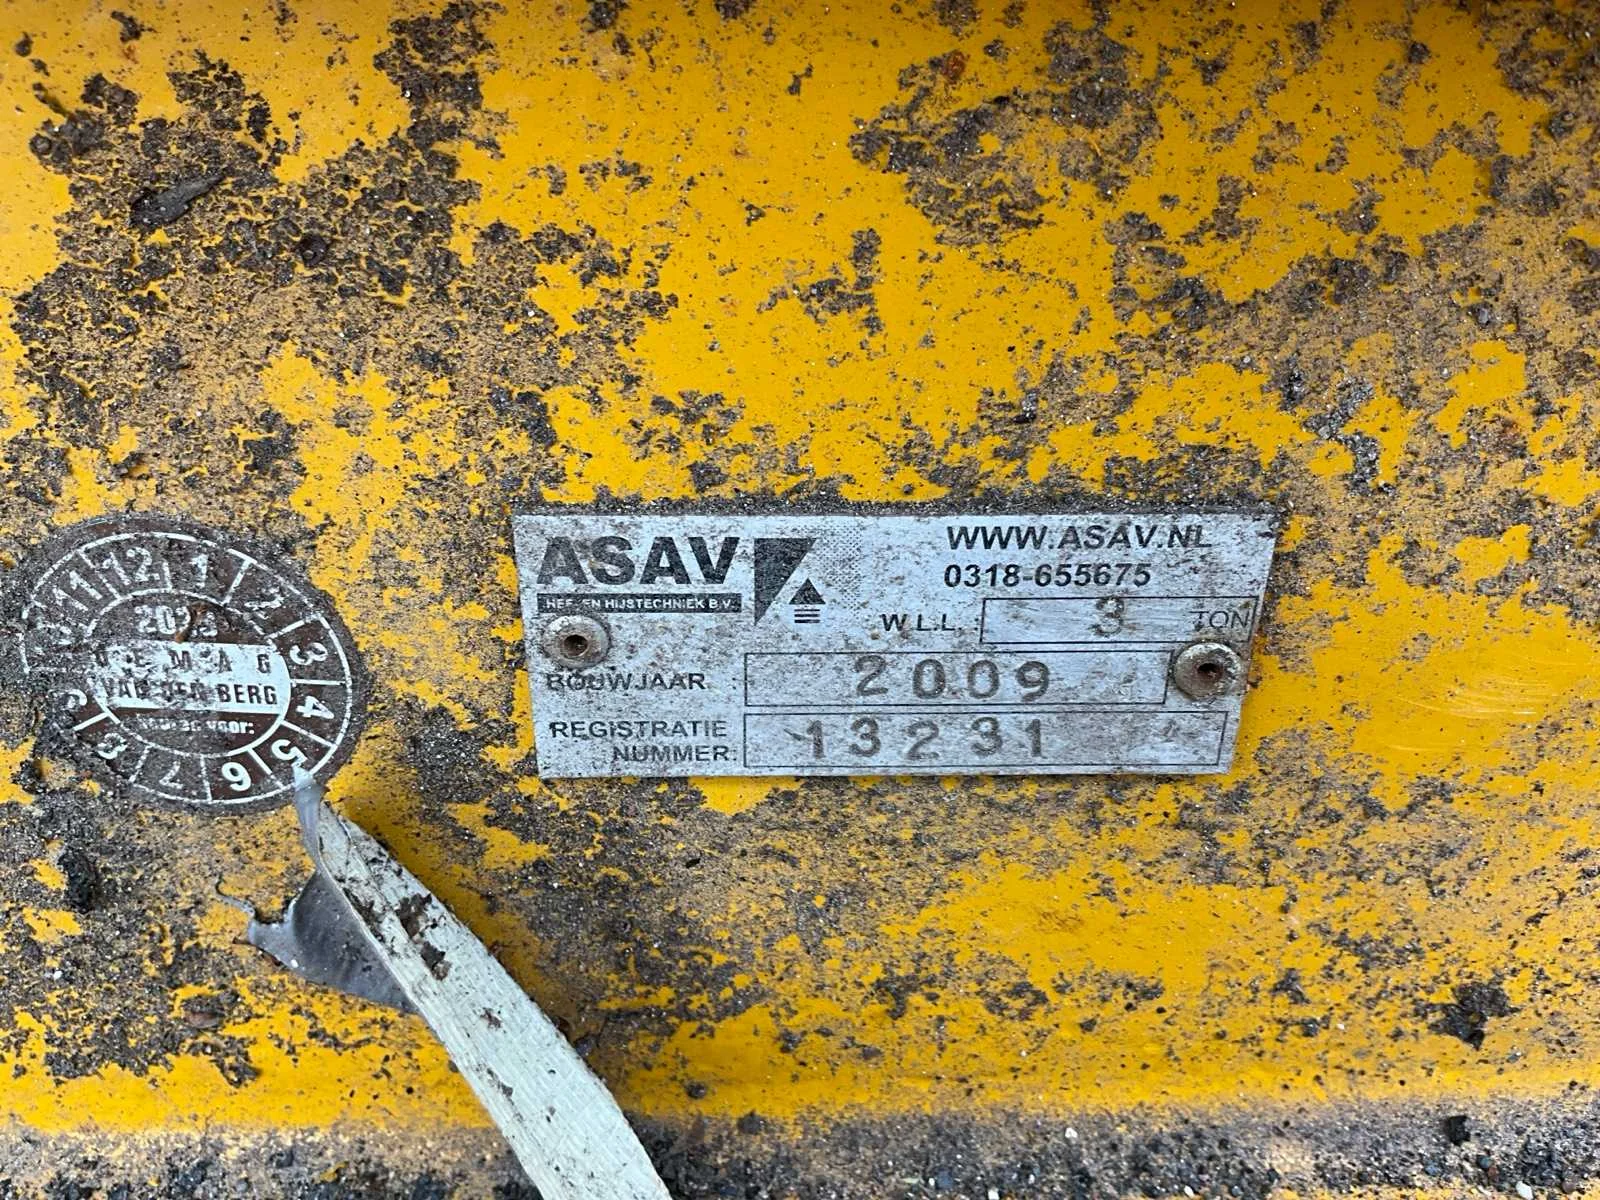 ASAV
HEF- EN HIJSTECHNIEK B.V.
WWW.ASAV.NL
0318-655675
W.L.L. 3 TON
BOUWJAAR 2009
REGISTRATIE
NUMMER: 13231
11 12 1 2 3 4 5 6 7 8
VAN DEN BERG
voor: